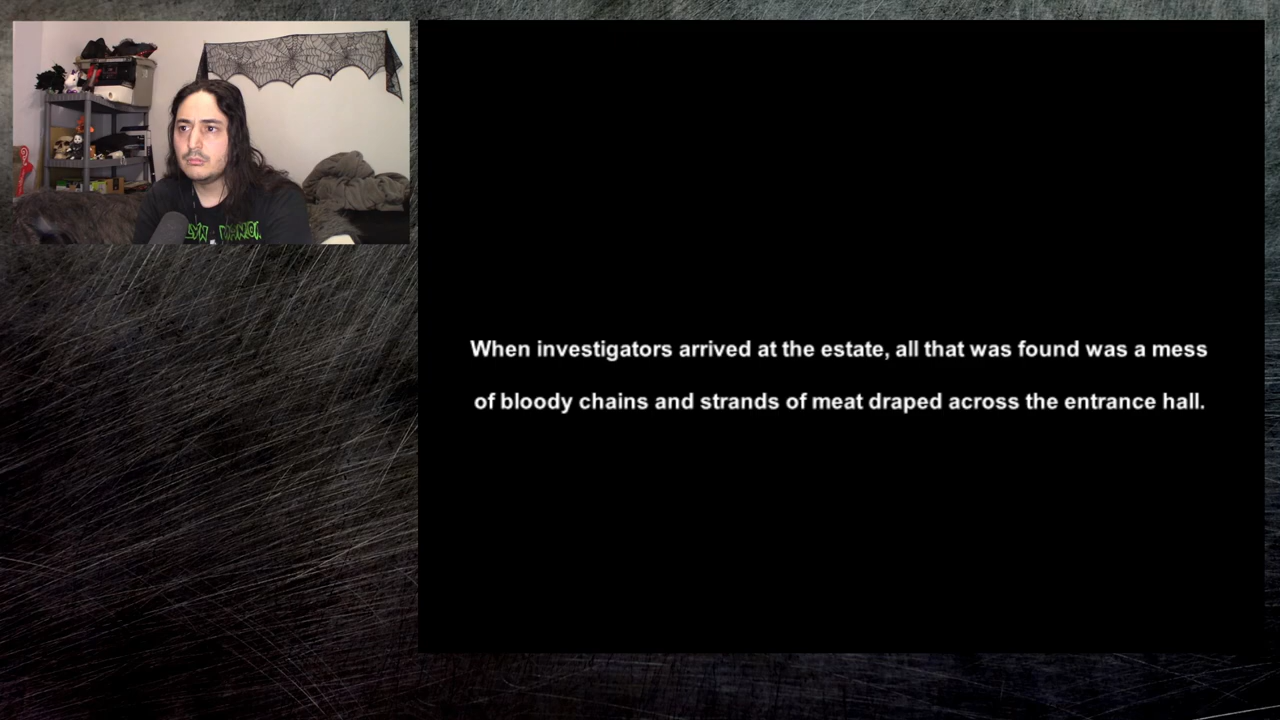 When investigators arrived at the estate, all that was found was a mess
of bloody chains and strands of meat draped across the entrance hall.